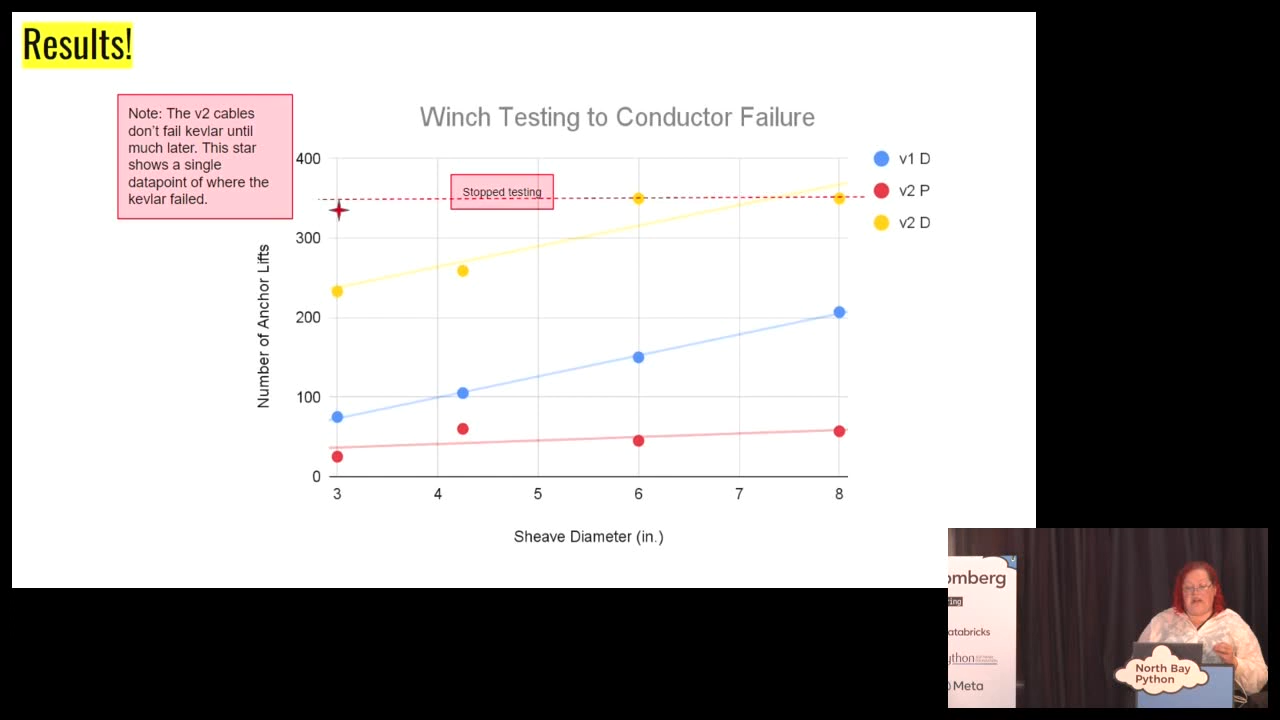 Results!
Note: The v2 cables
don't fail kevlar until
much later. This star
shows a single
datapoint of where the
kevlar failed.
Winch Testing to Conductor Failure
Stopped testing
v1 D
v2 P
v2 D
Number of Anchor Lifts
400
300
200
100
0
3 4 5 6 7 8
Sheave Diameter (in.)
omberg
ing
atabricks
ython
Meta
North Bay
Python